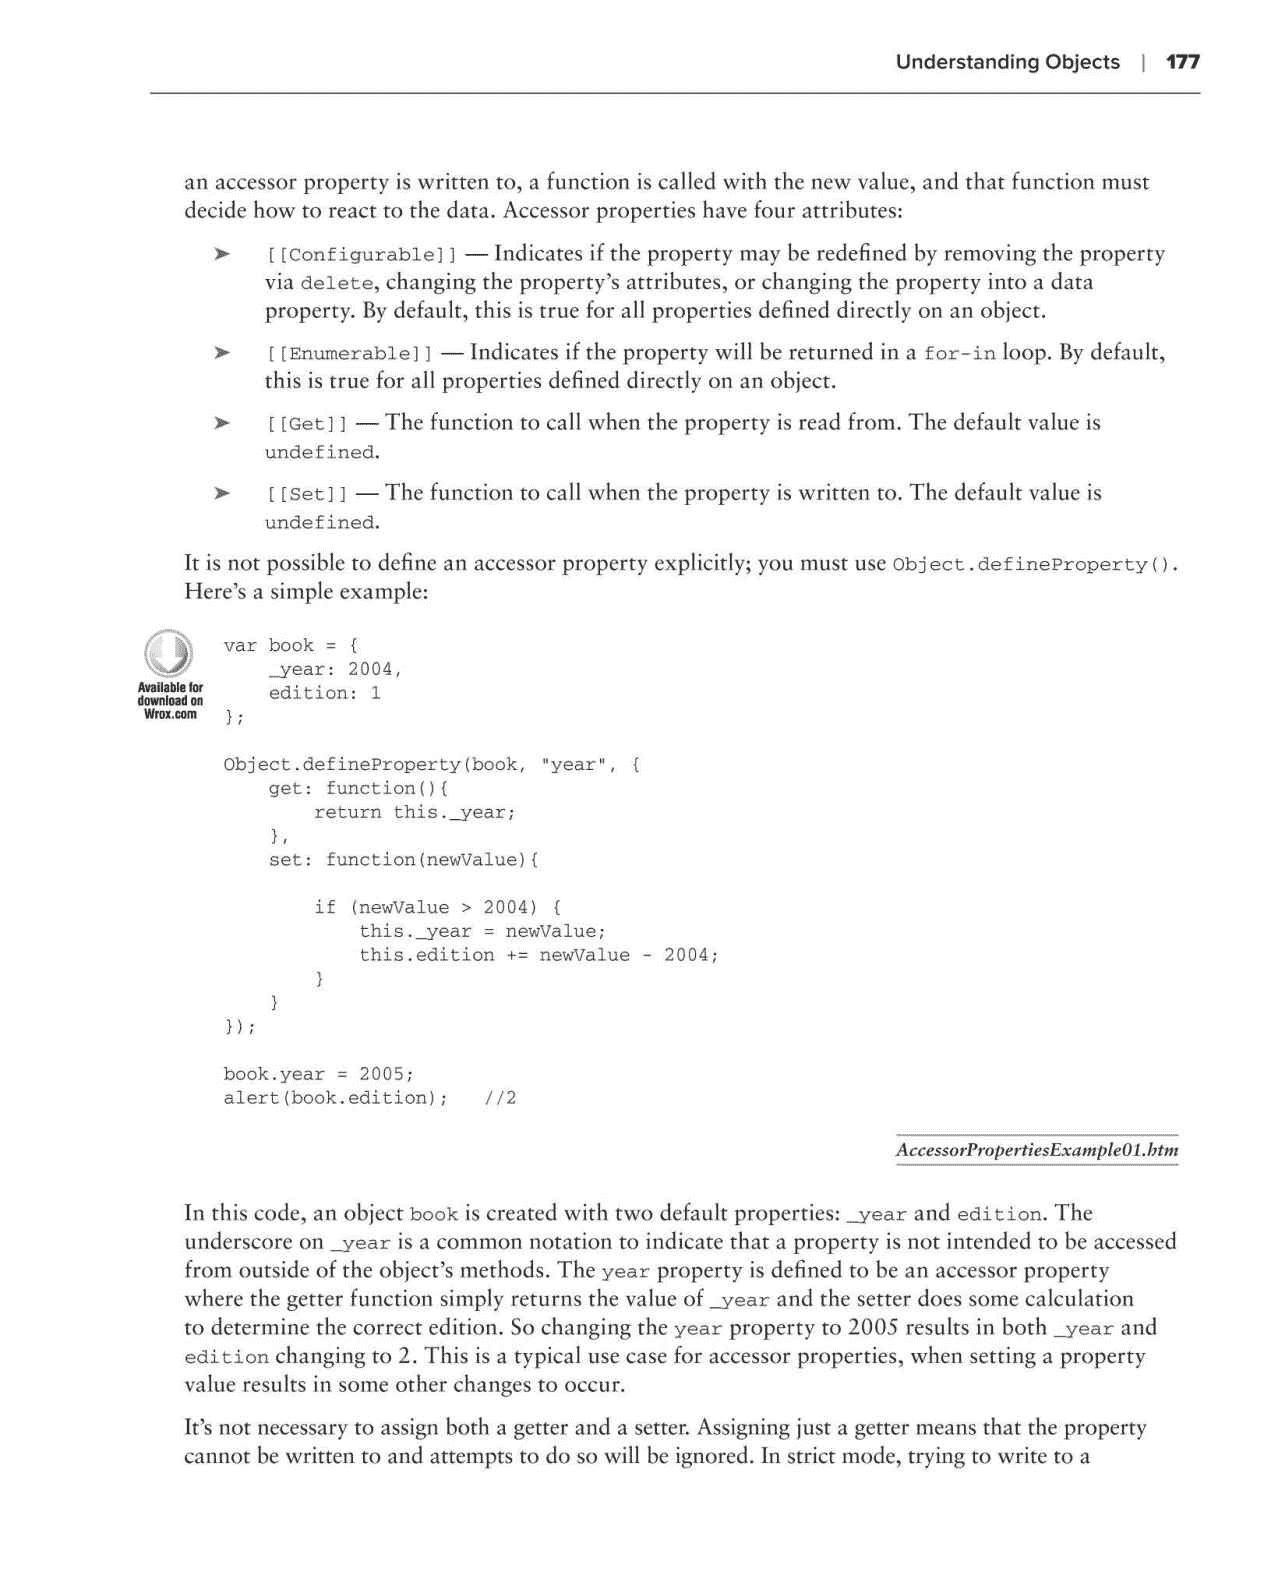 Understanding Objects | 177
an accessor property is written to, a function is called with the new value, and that function must
decide how to react to the data. Accessor properties have four attributes:
➤ [[Configurable]] — Indicates if the property may be redefined by removing the property
via delete, changing the property's attributes, or changing the property into a data
property. By default, this is true for all properties defined directly on an object.
➤ [[Enumerable]] — Indicates if the property will be returned in a for-in loop. By default,
this is true for all properties defined directly on an object.
➤ [[Get]] — The function to call when the property is read from. The default value is
undefined.
➤ [[Set]] — The function to call when the property is written to. The default value is
undefined.
It is not possible to define an accessor property explicitly; you must use Object.defineProperty().
Here's a simple example:
Available for
download on
Wrox.com
var book = {
    _year: 2004,
    edition: 1
};
Object.defineProperty(book, "year", {
    get: function(){
        return this._year;
    },
    set: function(newValue){
        if (newValue > 2004) {
            this._year = newValue;
            this.edition += newValue - 2004;
        }
    }
});
book.year = 2005;
alert(book.edition);   //2
AccessorPropertiesExample01.htm
In this code, an object book is created with two default properties: _year and edition. The
underscore on _year is a common notation to indicate that a property is not intended to be accessed
from outside of the object's methods. The year property is defined to be an accessor property
where the getter function simply returns the value of _year and the setter does some calculation
to determine the correct edition. So changing the year property to 2005 results in both _year and
edition changing to 2. This is a typical use case for accessor properties, when setting a property
value results in some other changes to occur.
It's not necessary to assign both a getter and a setter. Assigning just a getter means that the property
cannot be written to and attempts to do so will be ignored. In strict mode, trying to write to a